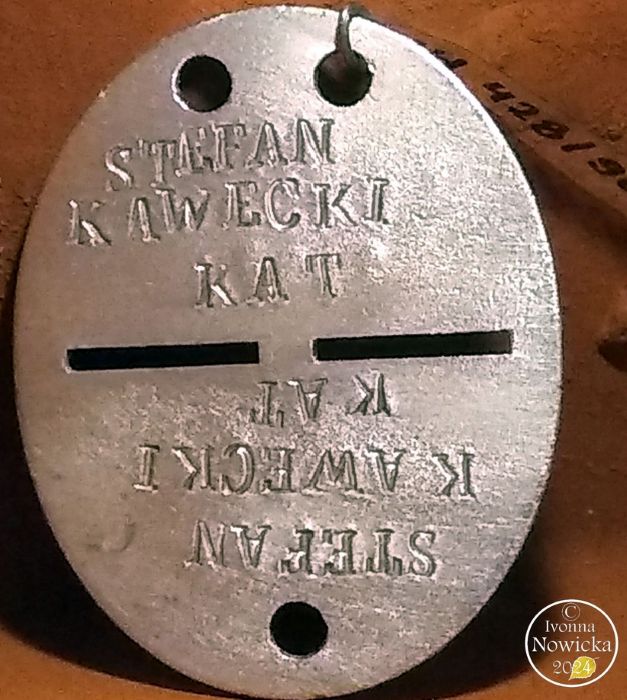 STEFAN
KAWECKI
KAT
KAT
KAWECKI
STEFAN
© Ivonna
Nowicka
2024